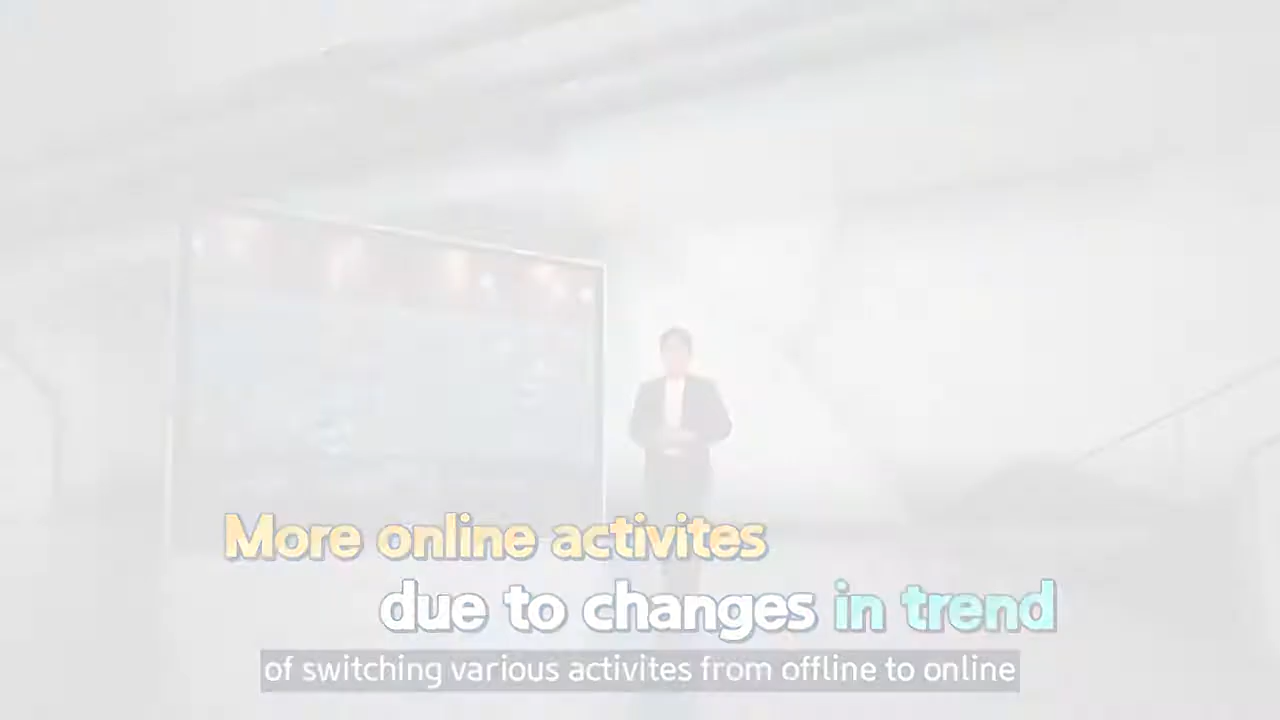 More online activites
due to changes in trend
of switching various activites from offline to online